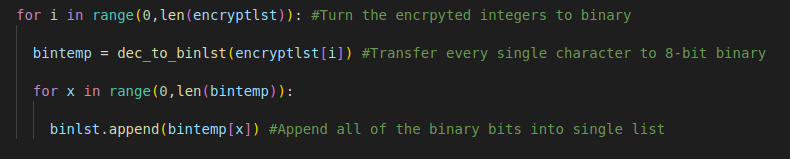 for i in range(0,len(encryptlst)): #Turn the encrpyted integers to binary
bintemp = dec_to_binlst(encryptlst[i]) #Transfer every single character to 8-bit binary
for x in range(0,len(bintemp)):
binlst.append(bintemp[x]) #Append all of the binary bits into single list